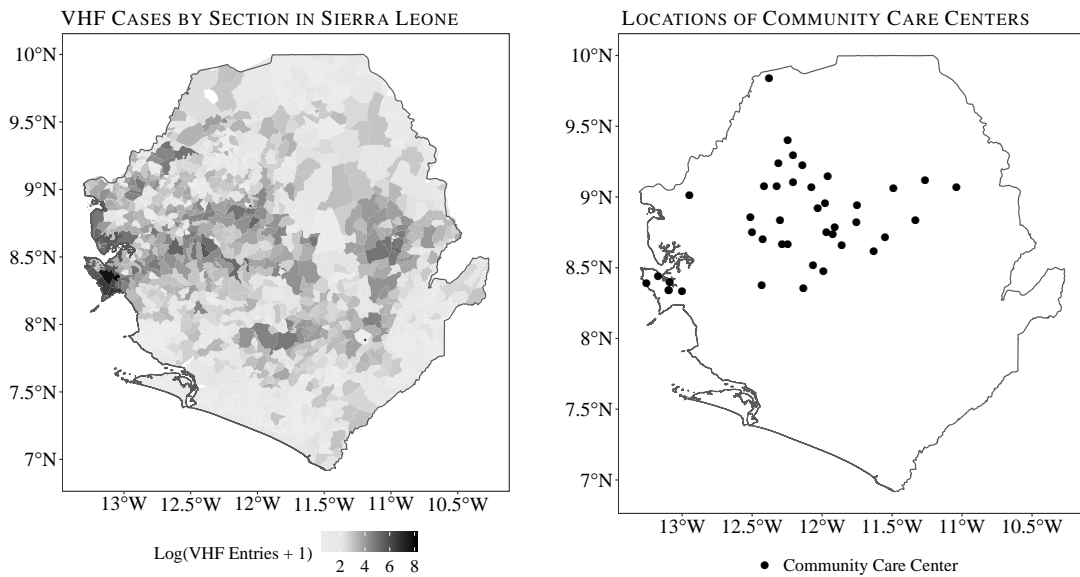 VHF CASES BY SECTION IN SIERRA LEONE
10°N
9.5°N
9°N
8.5°N
8°N
7.5°N
7°N
13°W 12.5°W 12°W 11.5°W 11°W 10.5°W
Log(VHF Entries + 1)
2 4 6 8
LOCATIONS OF COMMUNITY CARE CENTERS
10°N
9.5°N
9°N
8.5°N
8°N
7.5°N
7°N
13°W 12.5°W 12°W 11.5°W 11°W 10.5°W
Community Care Center